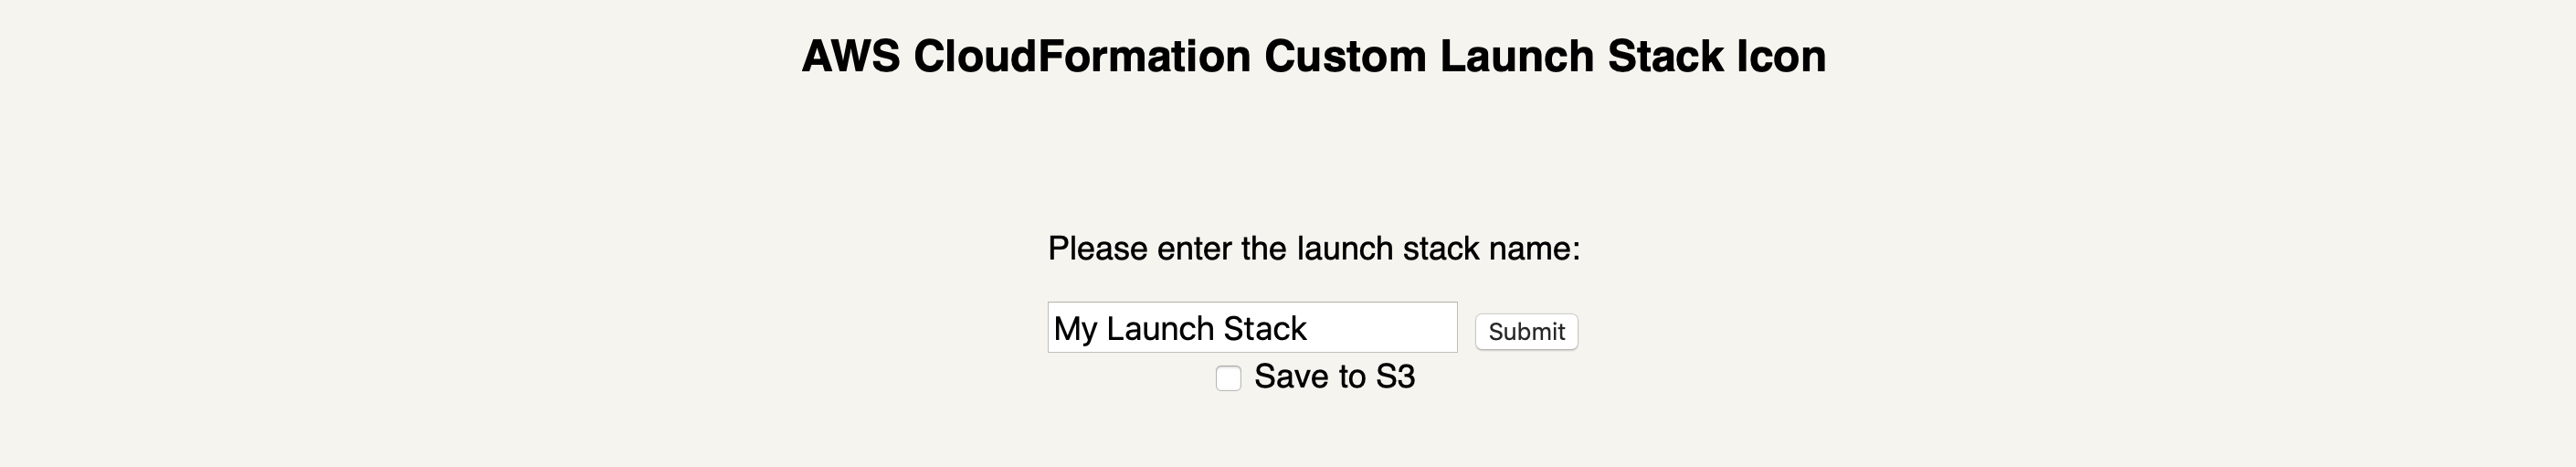 AWS CloudFormation Custom Launch Stack Icon
Please enter the launch stack name:
My Launch Stack Submit
Save to S3